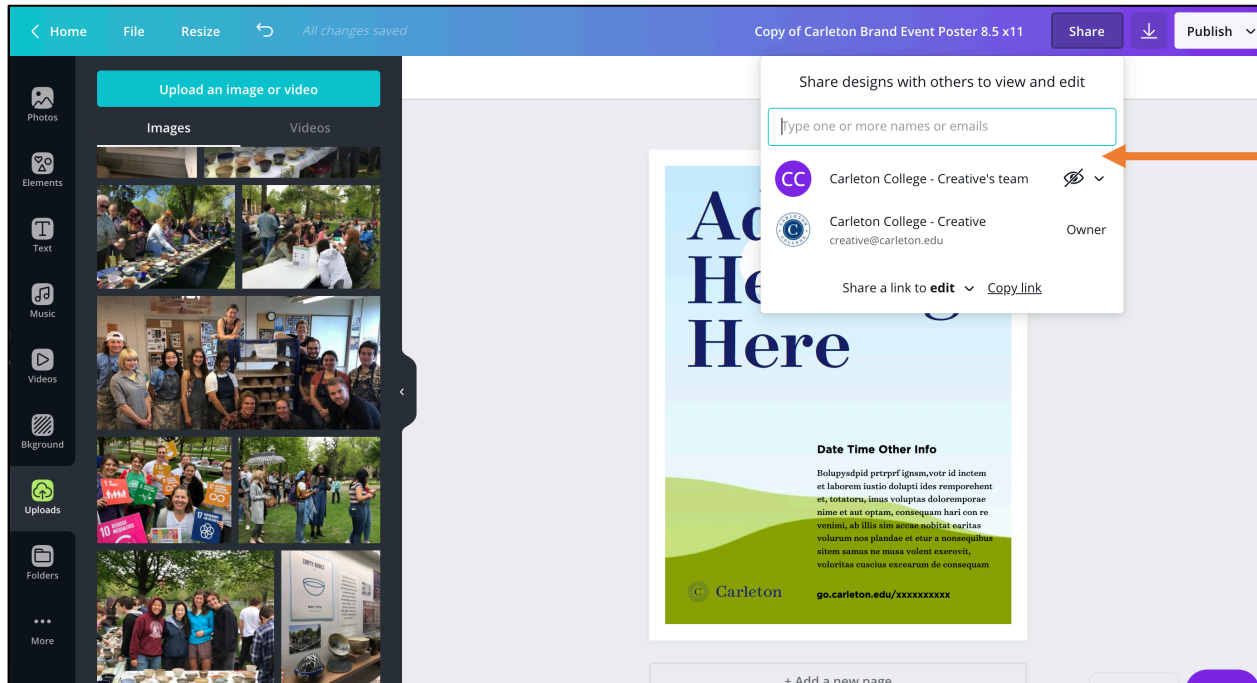 Home File Resize All changes saved Copy of Carleton Brand Event Poster 8.5 x11 Share Publish
Photos
Elements
Text
Music
Videos
Bkground
Uploads
Folders
More
Upload an image or video
Images Videos
10
17
EMPTY BOWLS
Share designs with others to view and edit
Type one or more names or emails
CC Carleton College - Creative's team
Carleton College - Creative
creative@carleton.edu
Owner
Share a link to edit Copy link
He
Here
Date Time Other Info
Bolupysdpid prtprf ignsm,votr id inctem
et laborem iustio dolupti ides remporehent
et, totatoru, imus voluptas doloremporae
nime et aut optam, consequam hari con re
venimi, ab illis sim accae nobitat earitas
volurum nos plandae et etur a nonsequibus
sitem samus ne musa volent exerovit,
voloritas cuscius excearum de consequam
C Carleton go.carleton.edu/xxxxxxxxxx
+ Add a new page